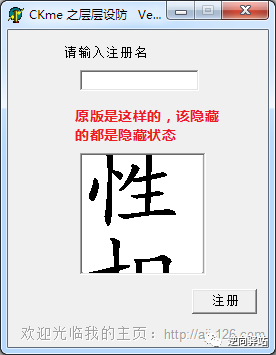 CKme 之层层设防 Ve...
请输入注册名
原版是这样的，该隐藏
的都是隐藏状态
性
注册
欢迎光临我的主页：http://a
126.com
逆向驿站